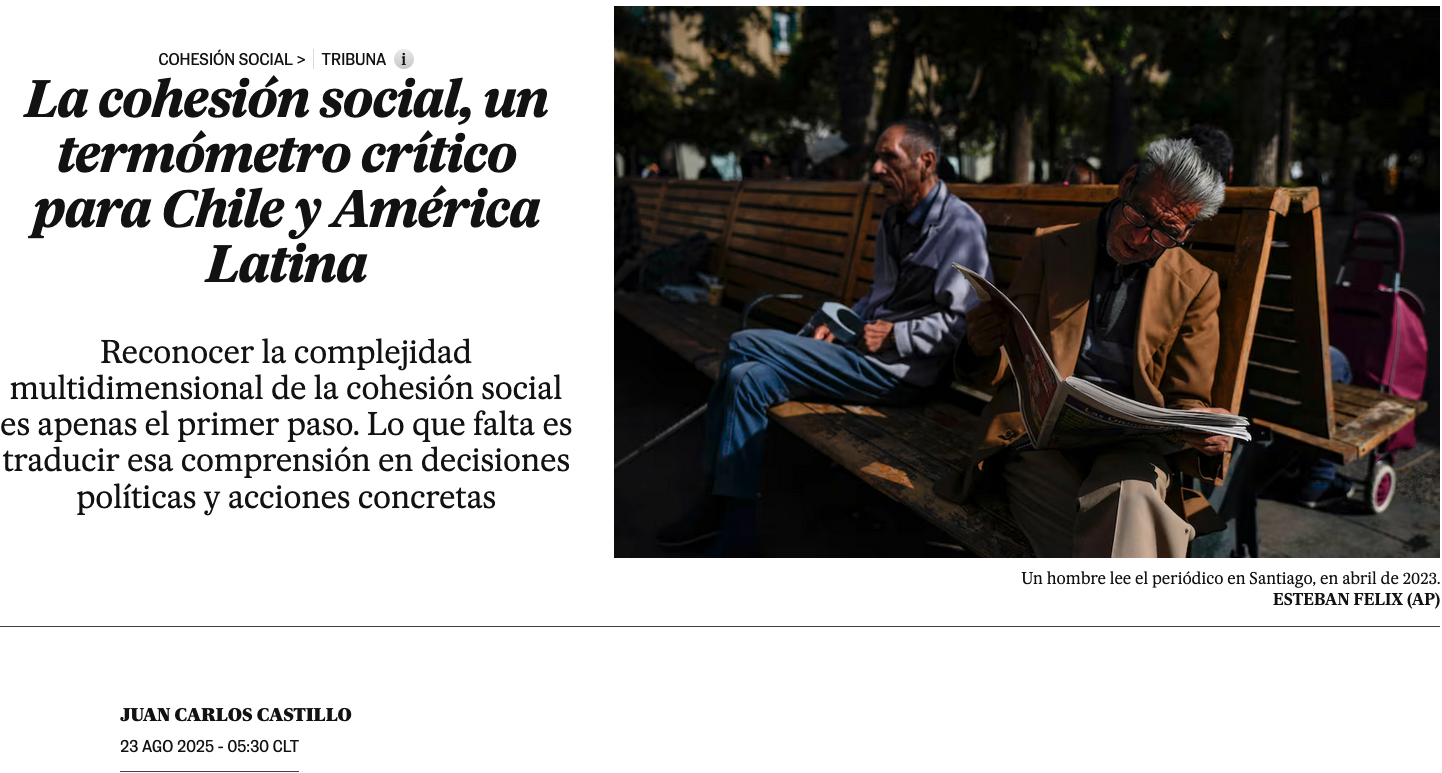 COHESIÓN SOCIAL > TRIBUNA i
La cohesión social, un
termómetro crítico
para Chile y América
Latina
Reconocer la complejidad
multidimensional de la cohesión social
es apenas el primer paso. Lo que falta es
traducir esa comprensión en decisiones
políticas y acciones concretas
Un hombre lee el periódico en Santiago, en abril de 2023.
ESTEBAN FELIX (AP)
JUAN CARLOS CASTILLO
23 AGO 2025 - 05:30 CLT